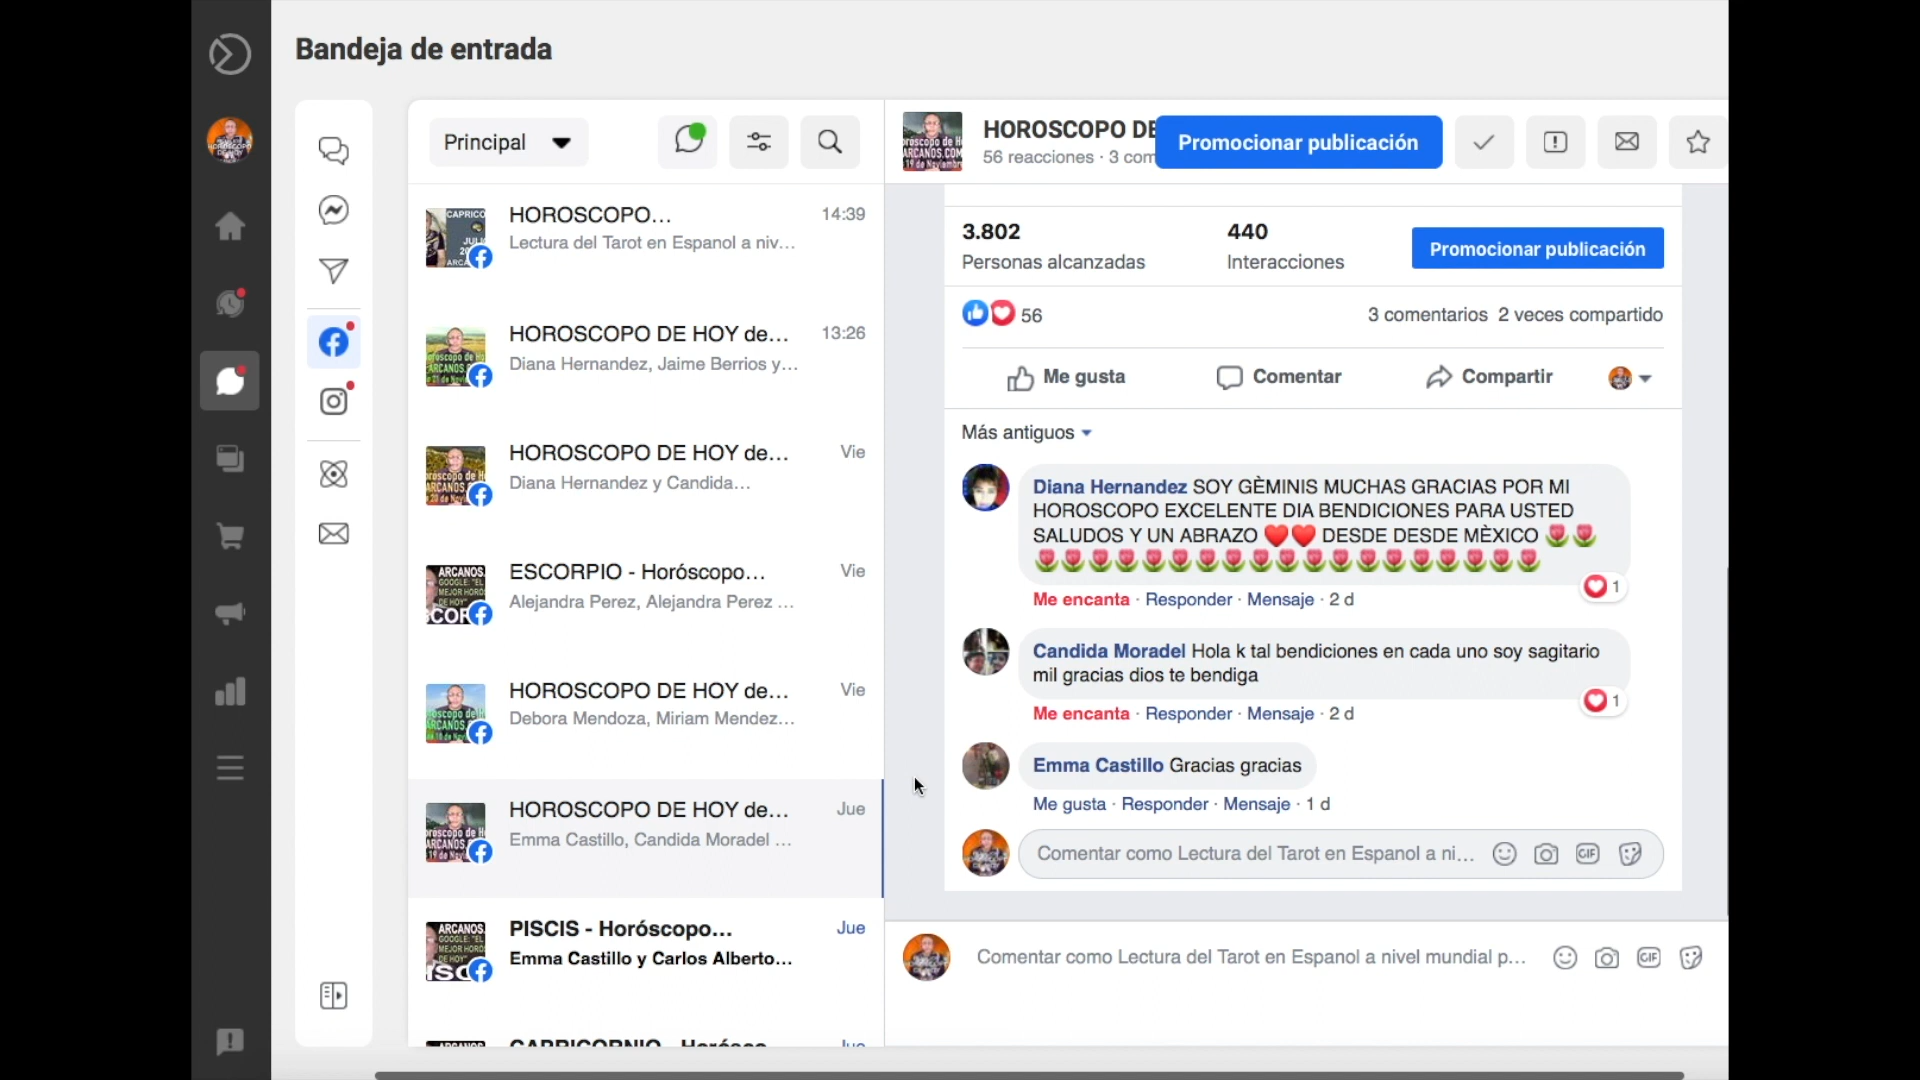 Bandeja de entrada
Principal
HOROSCOPO DE
56 reacciones · 3 com
Promocionar publicación
HOROSCOPO... 14:39
Lectura del Tarot en Espanol a niv...
HOROSCOPO DE HOY de... 13:26
Diana Hernandez, Jaime Berrios y...
HOROSCOPO DE HOY de... Vie
Diana Hernandez y Candida...
ESCORPIO - Horóscopo... Vie
Alejandra Perez, Alejandra Perez ...
HOROSCOPO DE HOY de... Vie
Debora Mendoza, Miriam Mendez...
HOROSCOPO DE HOY de... Jue
Emma Castillo, Candida Moradel ...
PISCIS - Horóscopo... Jue
Emma Castillo y Carlos Alberto...
3.802
Personas alcanzadas
440
Interacciones
Promocionar publicación
56
3 comentarios 2 veces compartido
Me gusta Comentar Compartir
Más antiguos
Diana Hernandez SOY GÈMINIS MUCHAS GRACIAS POR MI
HOROSCOPO EXCELENTE DIA BENDICIONES PARA USTED
SALUDOS Y UN ABRAZO ❤️❤️ DESDE DESDE MÈXICO 🌷🌷
🌷🌷🌷🌷🌷🌷🌷🌷🌷🌷🌷🌷🌷🌷🌷🌷🌷🌷🌷
1
Me encanta · Responder · Mensaje · 2 d
Candida Moradel Hola k tal bendiciones en cada uno soy sagitario
mil gracias dios te bendiga
1
Me encanta · Responder · Mensaje · 2 d
Emma Castillo Gracias gracias
Me gusta · Responder · Mensaje · 1 d
Comentar como Lectura del Tarot en Espanol a ni...
GIF
Comentar como Lectura del Tarot en Espanol a nivel mundial p...
GIF